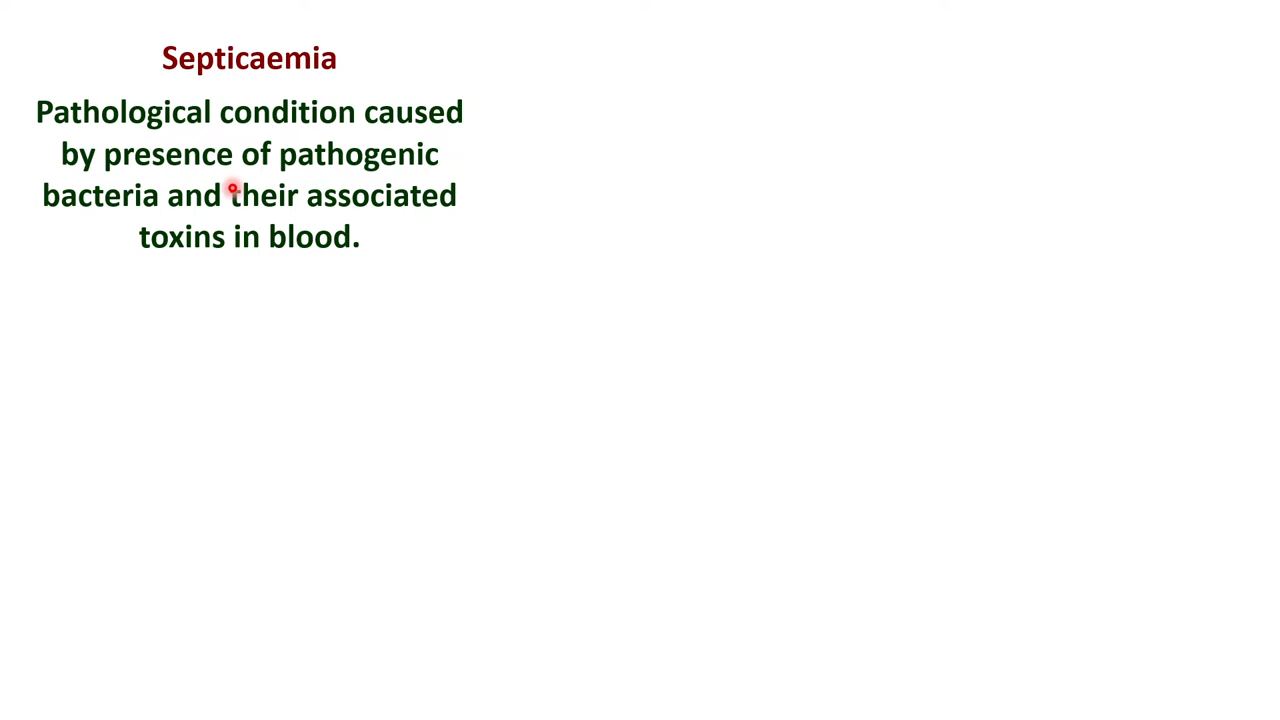 Septicaemia
Pathological condition caused
by presence of pathogenic
bacteria and their associated
toxins in blood.